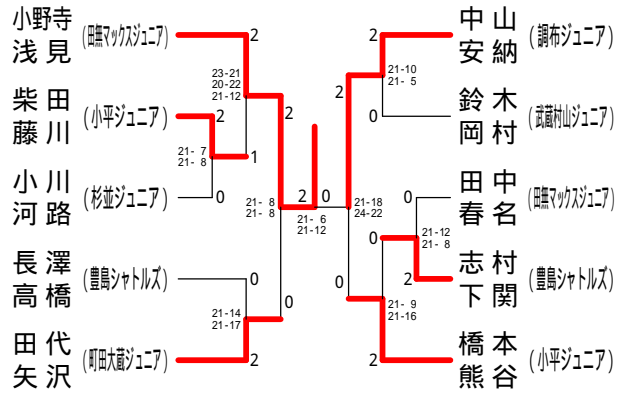 小野寺
浅見
(田無マックスジュニア)
柴田
藤川
(小平ジュニア)
小川
河路
(杉並ジュニア)
長澤
高橋
(豊島シャトルズ)
田代
矢沢
(町田大蔵ジュニア)
2
23-21
20-22
21-12
2
21- 7
21- 8
1
0
2
21- 8
21- 8
0
21-14
21-17
0
2
2
0
21- 6
21-12
2
21-18
24-22
0
2
21-10
21- 5
0
0
21-12
21- 8
0
2
21- 9
21-16
2
中山
安納
(調布ジュニア)
鈴木
岡村
(武蔵村山ジュニア)
田中
春名
(田無マックスジュニア)
志村
下関
(豊島シャトルズ)
橋本
熊谷
(小平ジュニア)